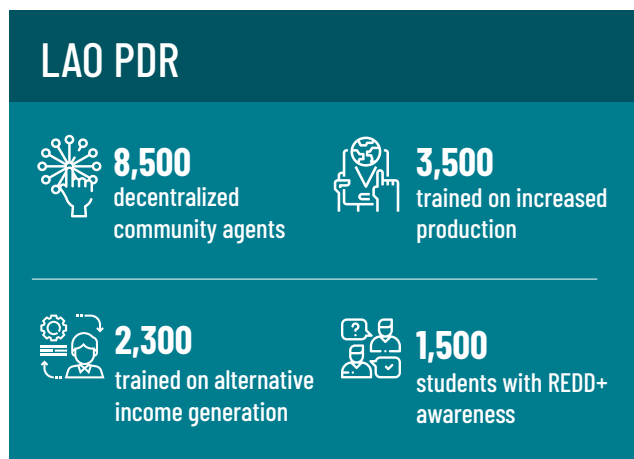 LAO PDR
8,500
decentralized
community agents
3,500
trained on increased
production
2,300
trained on alternative
income generation
1,500
students with REDD+
awareness